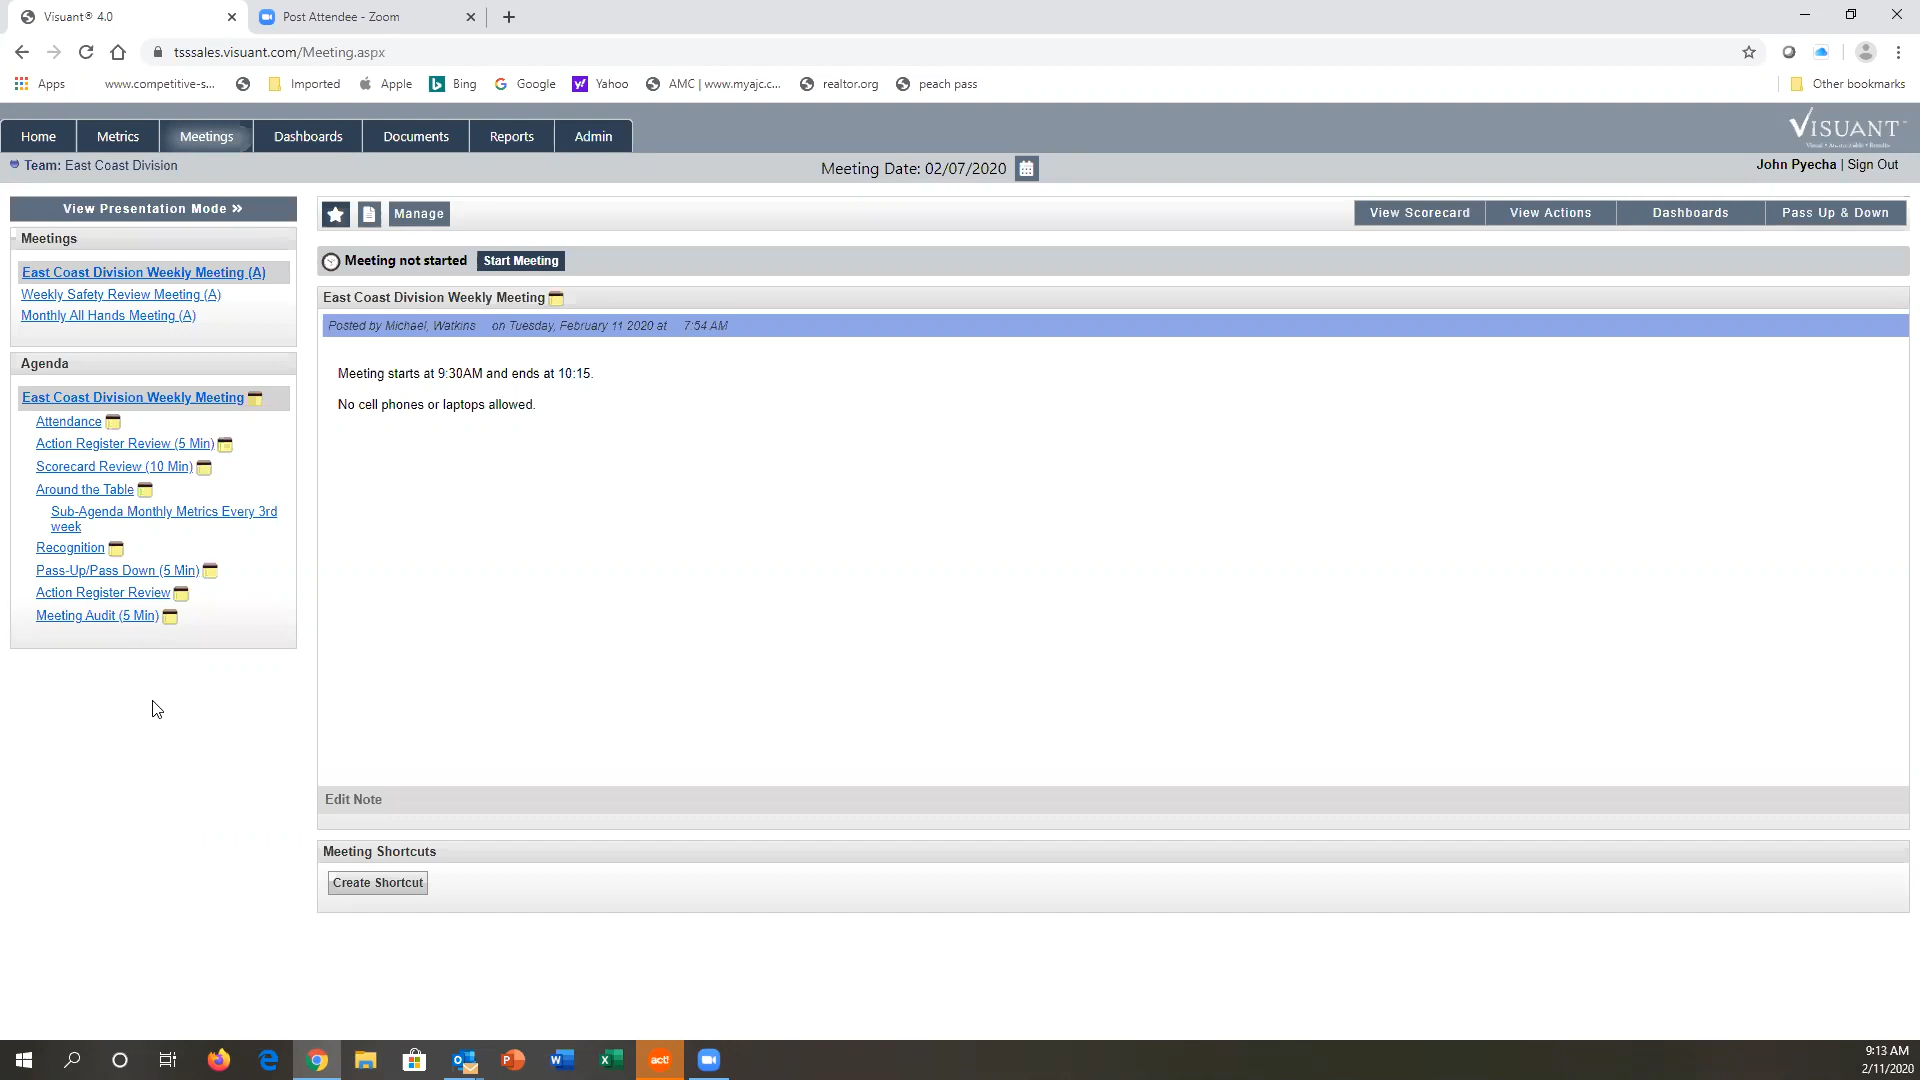 Visuant® 4.0
Post Attendee - Zoom
tsssales.visuant.com/Meeting.aspx
Apps
www.competitive-s...
Imported
Apple
Bing
Google
Yahoo
AMC | www.myajc.c...
realtor.org
peach pass
Other bookmarks
Home
Metrics
Meetings
Dashboards
Documents
Reports
Admin
VISUANT
Team: East Coast Division
Meeting Date: 02/07/2020
John Pyecha | Sign Out
View Presentation Mode »
Manage
View Scorecard
View Actions
Dashboards
Pass Up & Down
Meetings
East Coast Division Weekly Meeting (A)
Weekly Safety Review Meeting (A)
Monthly All Hands Meeting (A)
Agenda
East Coast Division Weekly Meeting
Attendance
Action Register Review (5 Min)
Scorecard Review (10 Min)
Around the Table
Sub-Agenda Monthly Metrics Every 3rd
week
Recognition
Pass-Up/Pass Down (5 Min)
Action Register Review
Meeting Audit (5 Min)
Meeting not started
Start Meeting
East Coast Division Weekly Meeting
Posted by Michael, Watkins on Tuesday, February 11 2020 at 7:54 AM
Meeting starts at 9:30AM and ends at 10:15.
No cell phones or laptops allowed.
Edit Note
Meeting Shortcuts
Create Shortcut
act!
9:13 AM
2/11/2020